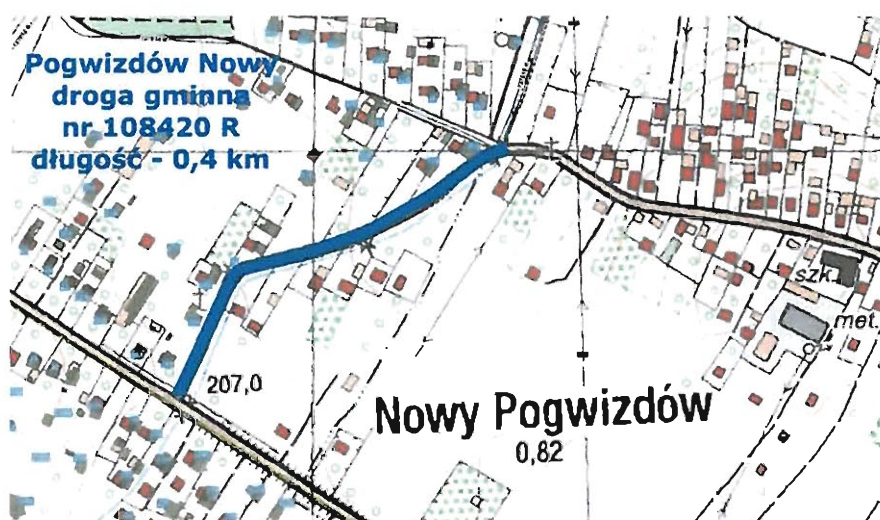 Pogwizdów Nowy
droga gminna
nr 108420 R
długość - 0,4 km
szk.
met.
207,0
Nowy Pogwizdów
0,82